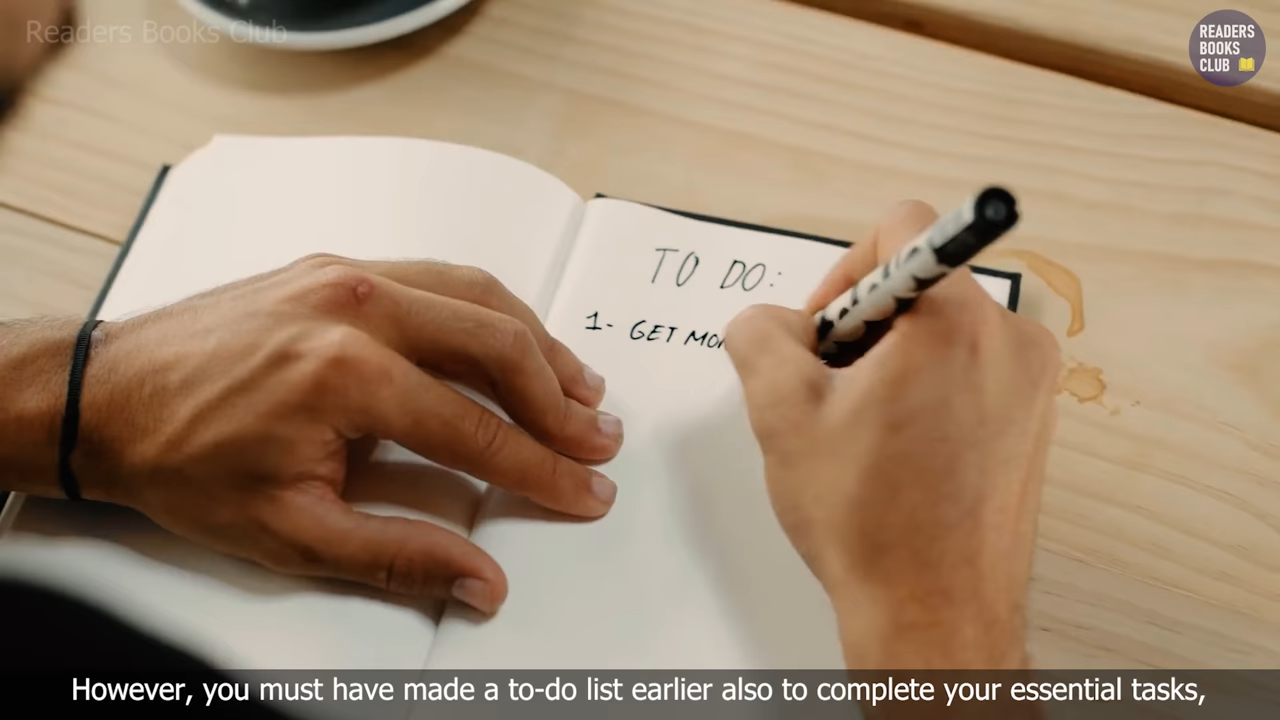 Readers Books Club
READERS
BOOKS
CLUB
TO DO:
1- GET
However, you must have made a to-do list earlier also to complete your essential tasks,